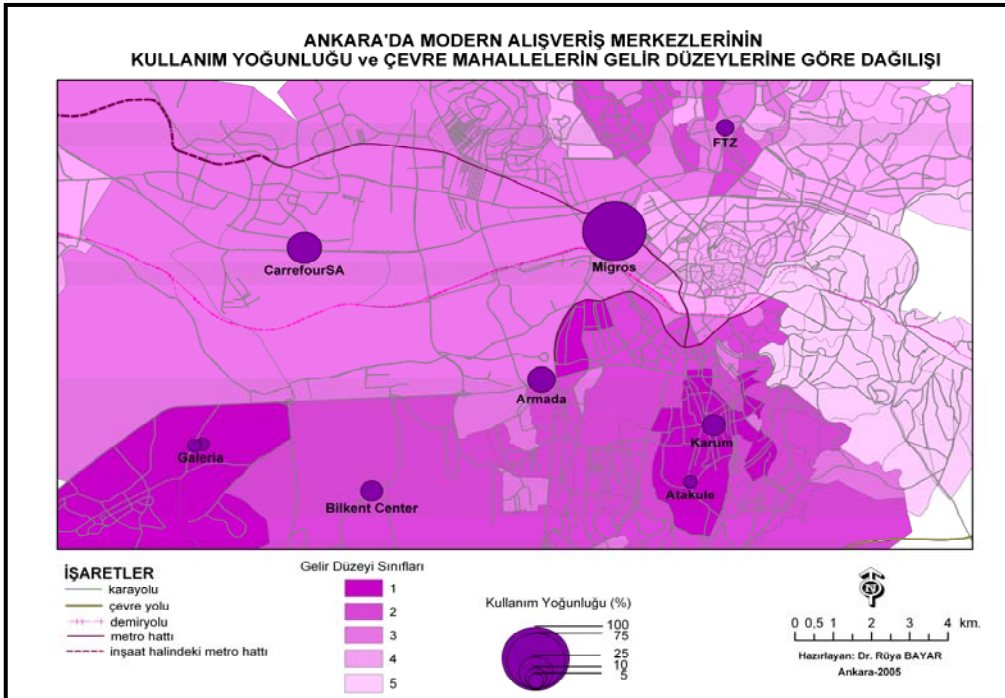 ANKARA'DA MODERN ALIŞVERİŞ MERKEZLERİNİN
KULLANIM YOĞUNLUĞU ve ÇEVRE MAHALLELERİN GELİR DÜZEYLERİNE GÖRE DAĞILIŞI
FTZ
CarrefourSA
Migros
Armada
Karum
Galeria
Atakule
Bilkent Center
İŞARETLER
karayolu
çevre yolu
demiryolu
metro hattı
inşaat halindeki metro hattı
Gelir Düzeyi Sınıfları
1
2
3
4
5
Kullanım Yoğunluğu (%)
100
75
25
10
5
N
0 0,5 1 2 3 4 km.
Hazırlayan: Dr. Rüya BAYAR
Ankara-2005